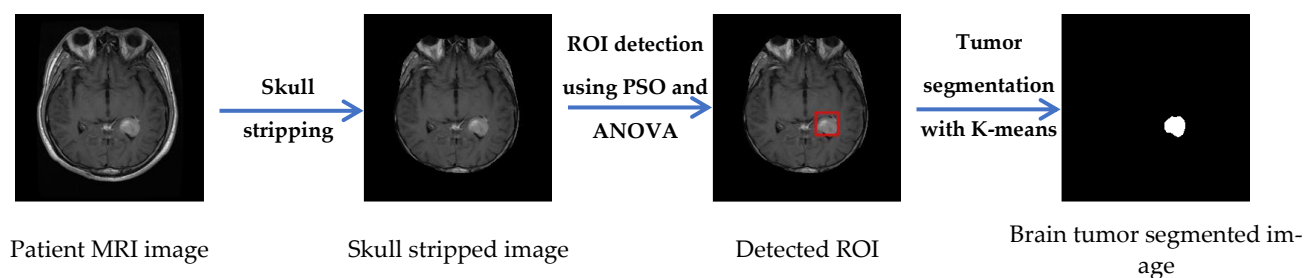 Skull
stripping
ROI detection
using PSO and
ANOVA
Tumor
segmentation
with K-means
Patient MRI image
Skull stripped image
Detected ROI
Brain tumor segmented im-
age